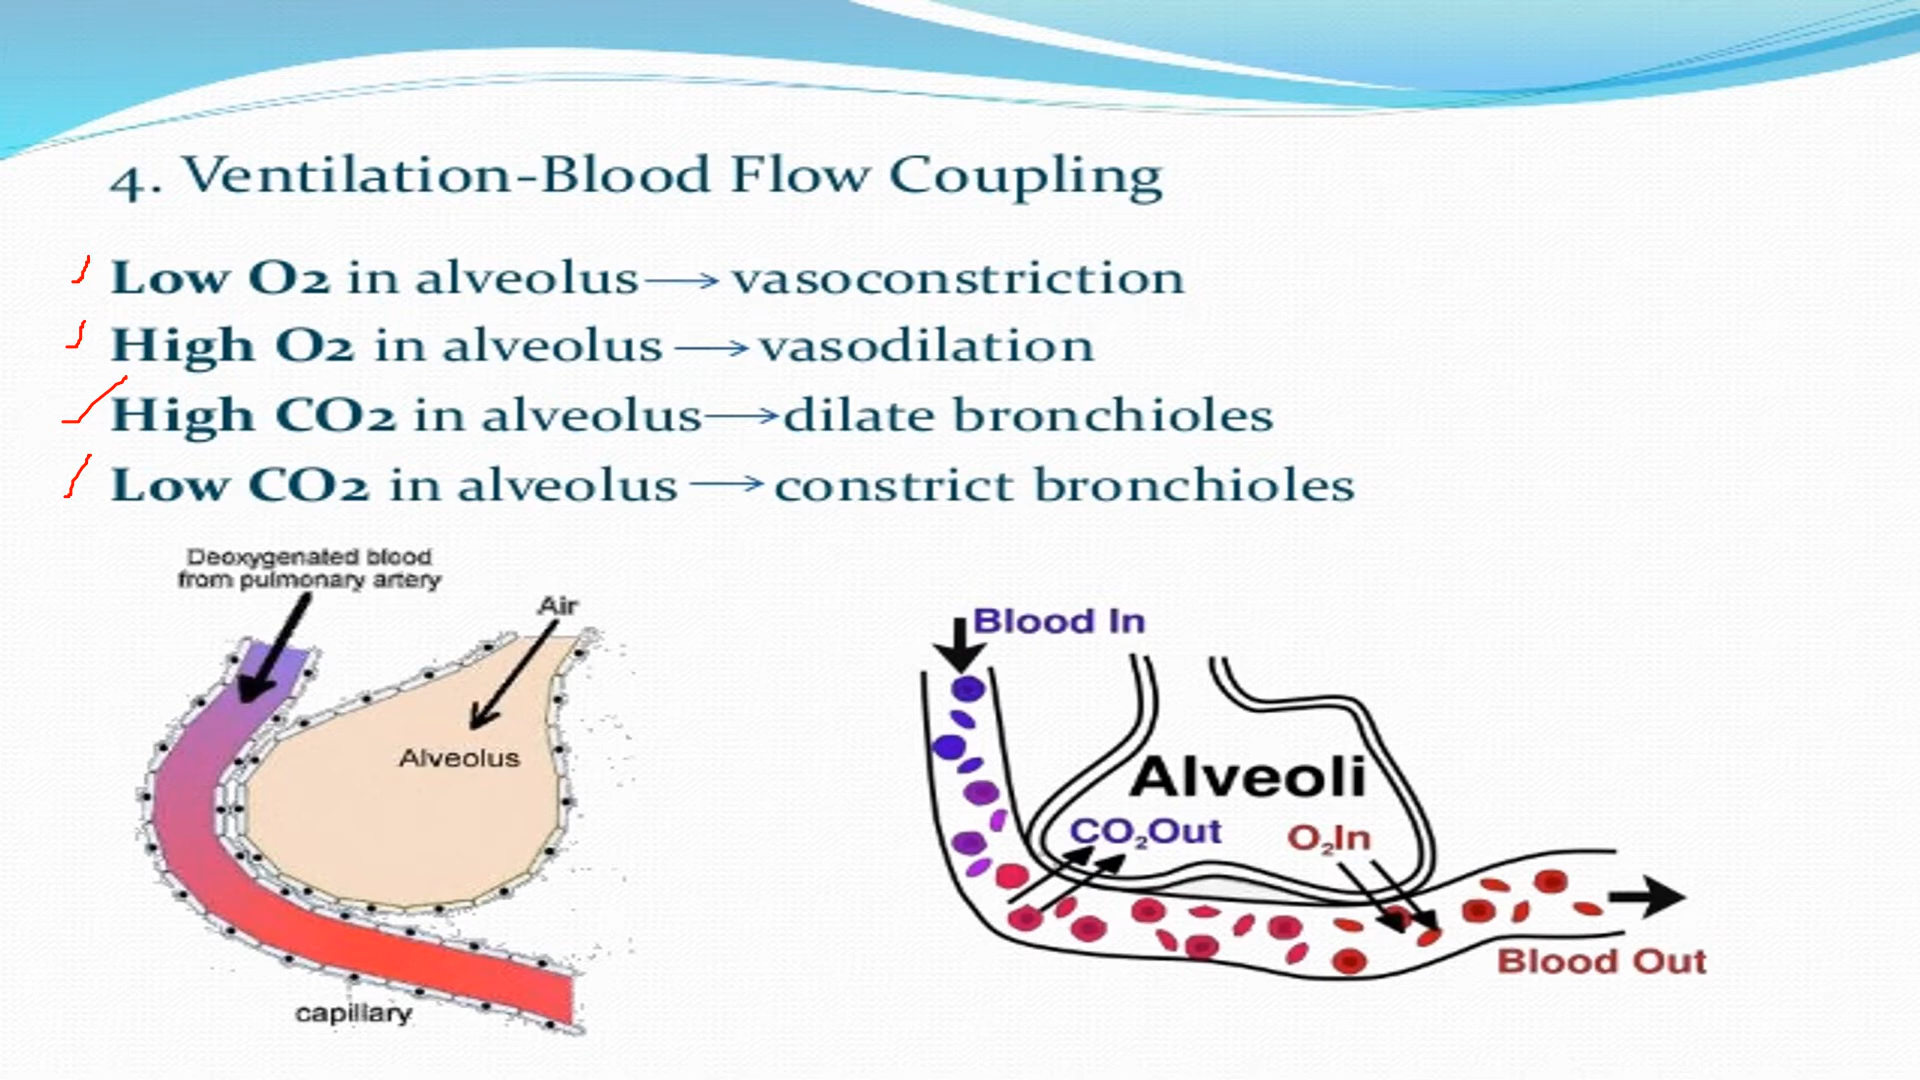 4. Ventilation-Blood Flow Coupling
Low O2 in alveolus→vasoconstriction
High O2 in alveolus→vasodilation
High CO2 in alveolus→dilate bronchioles
Low CO2 in alveolus→constrict bronchioles
Deoxygenated blood
from pulmonary artery
Air
Alveolus
capillary
Blood In
Alveoli
CO₂Out O₂In
Blood Out